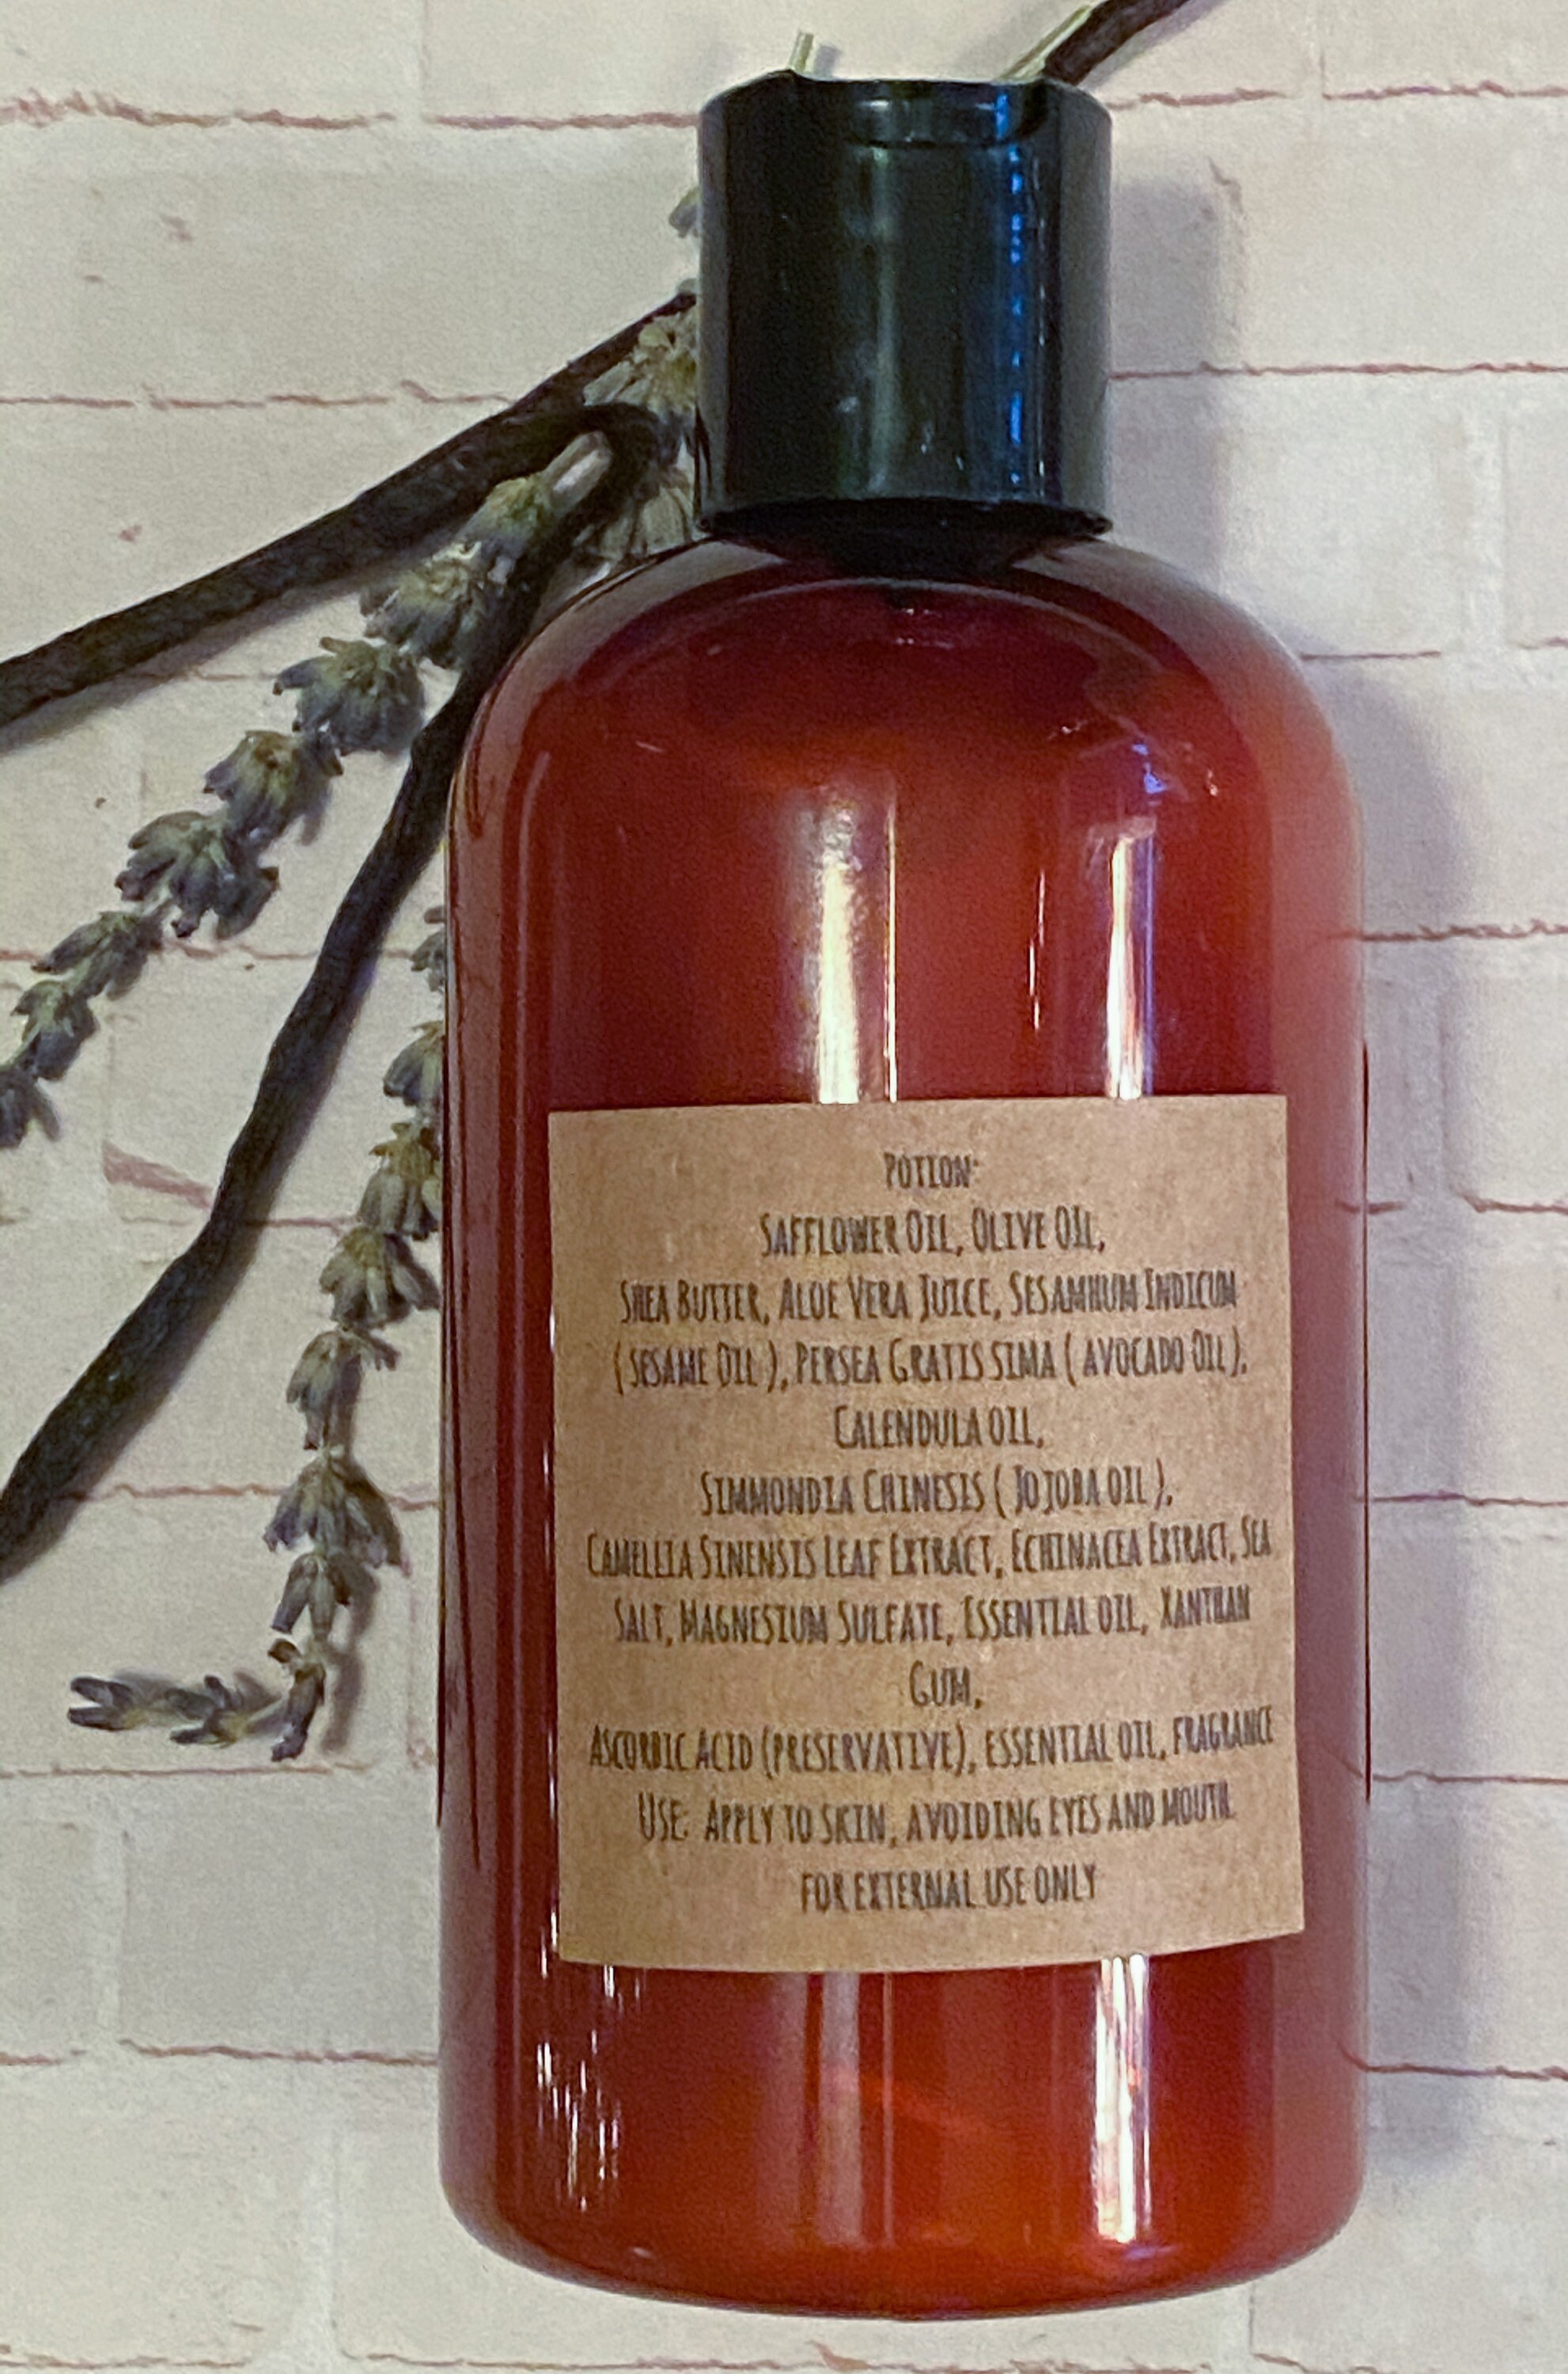 Potion:
Safflower Oil, Olive Oil,
Shea Butter, Aloe Vera Juice, Sesamhum Indicum
( sesame Oil ), Persea Gratis sima ( avocado Oil ),
Calendula oil,
Simmondia Chinesis ( Jojoba oil ),
Camellia Sinensis Leaf Extract, Echinacea Extract, Sea
Salt, Magnesium Sulfate, Essential oil, Xanthan
Gum,
Ascorbic Acid (preservative), essential oil, fragrance
Use: Apply to skin, avoiding eyes and mouth.
for external use only